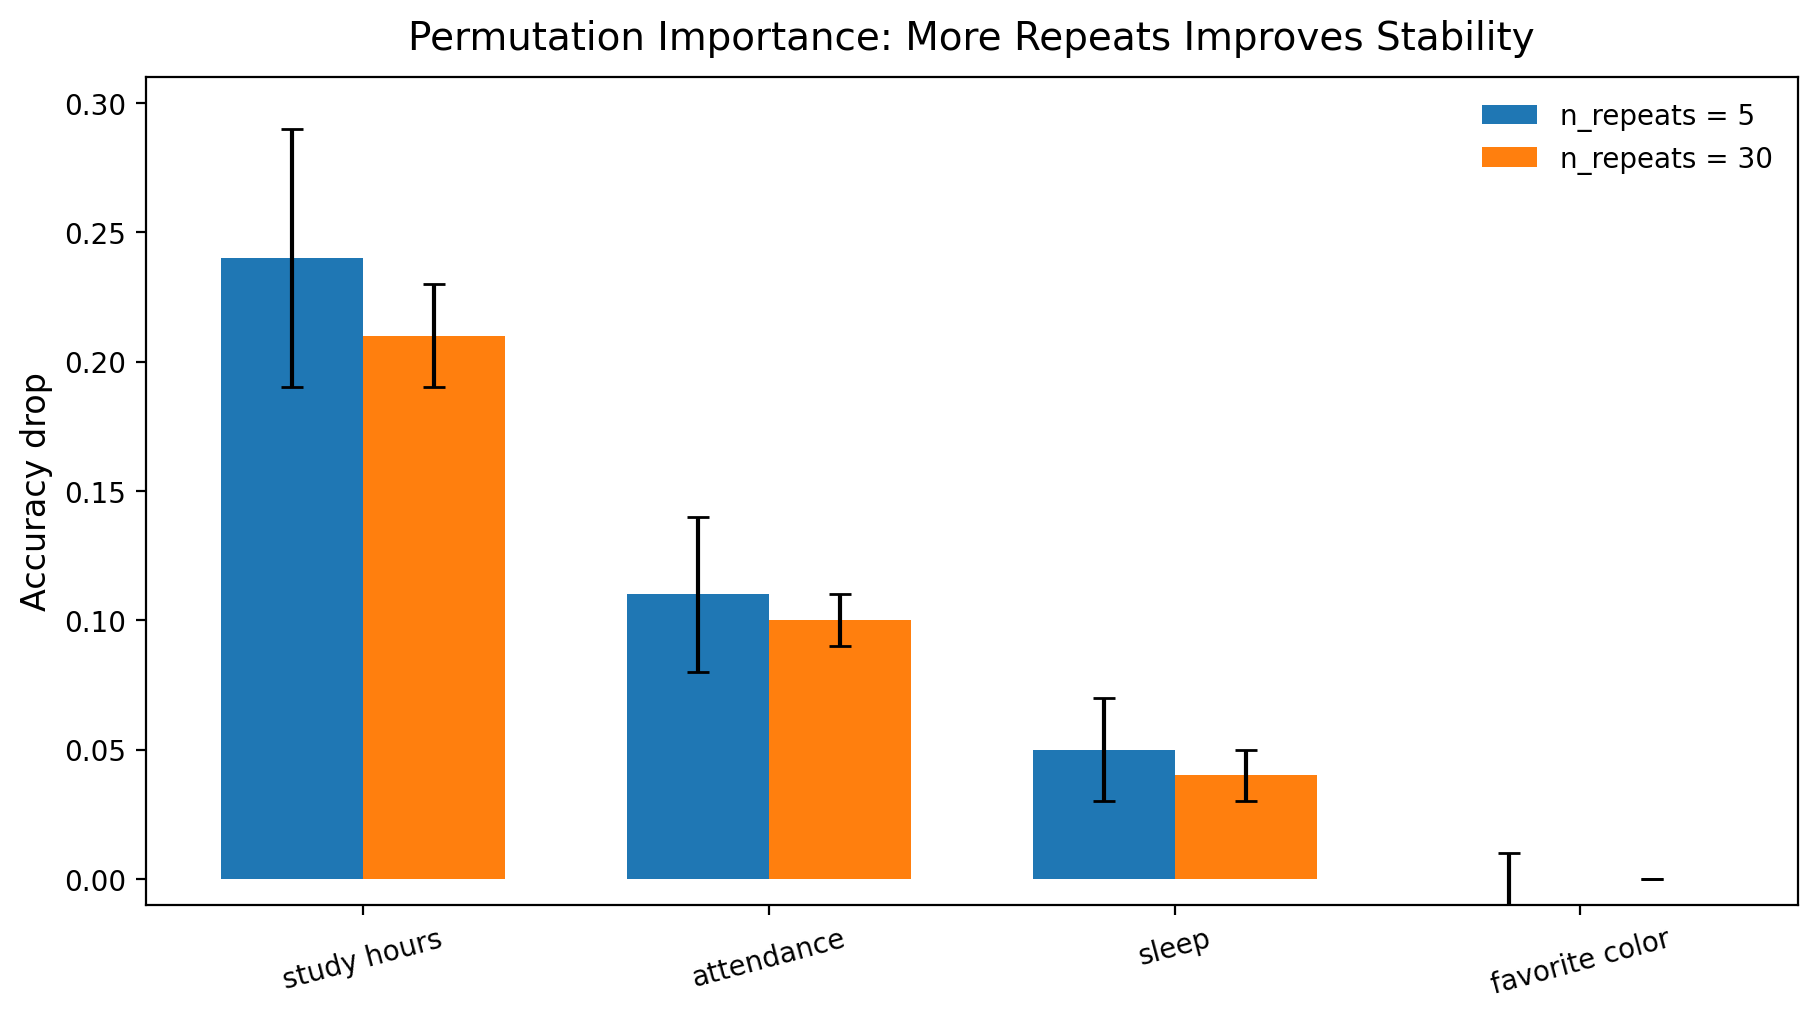 Permutation Importance: More Repeats Improves Stability
n_repeats = 5
n_repeats = 30
Accuracy drop
0.30
0.25
0.20
0.15
0.10
0.05
0.00
study hours
attendance
sleep
favorite color